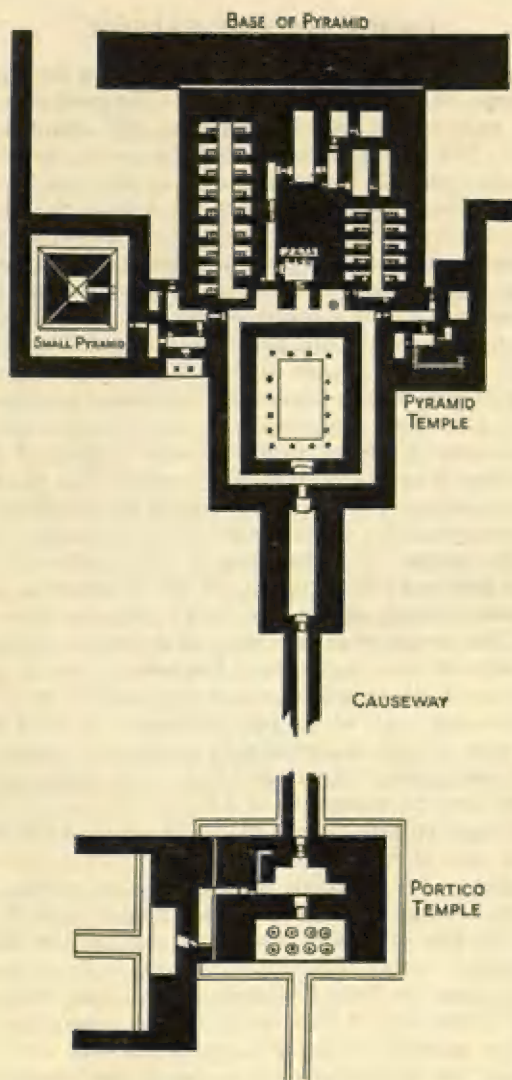 BASE OF PYRAMID
SMALL PYRAMID
PYRAMID
TEMPLE
CAUSEWAY
PORTICO
TEMPLE